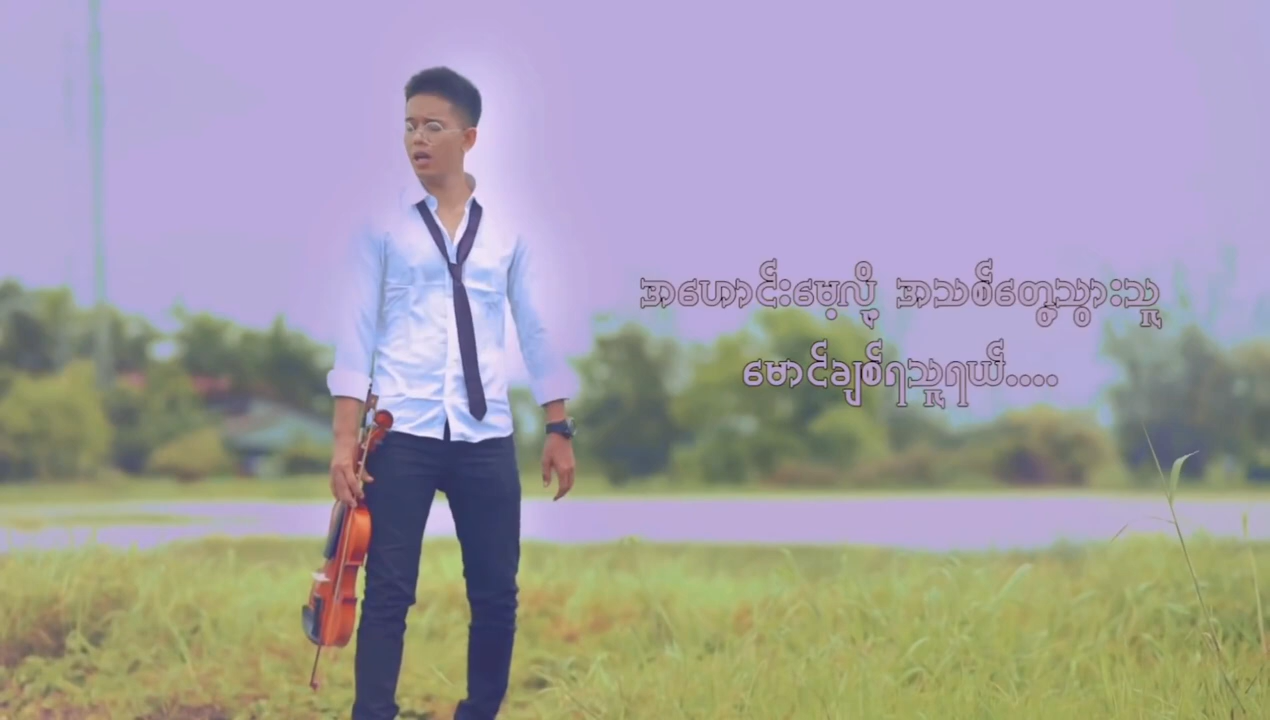 အဟောင်းမေ့လို့ အသစ်တွေ့သွားသူ
မောင်ချစ်ရသူရယ်....